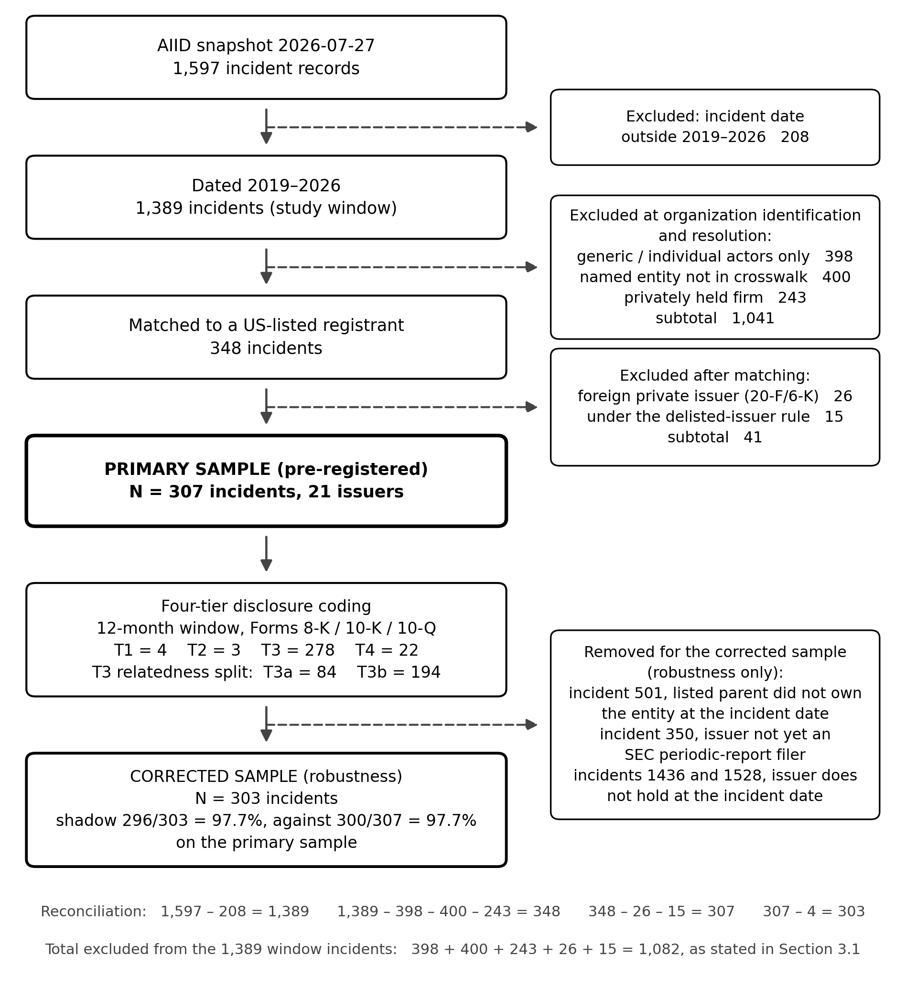 AIID snapshot 2026-07-27
1,597 incident records
Excluded: incident date
outside 2019–2026   208
Dated 2019–2026
1,389 incidents (study window)
Excluded at organization identification
and resolution:
generic / individual actors only   398
named entity not in crosswalk   400
privately held firm   243
subtotal   1,041
Matched to a US-listed registrant
348 incidents
Excluded after matching:
foreign private issuer (20-F/6-K)   26
under the delisted-issuer rule   15
subtotal   41
PRIMARY SAMPLE (pre-registered)
N = 307 incidents, 21 issuers
Four-tier disclosure coding
12-month window, Forms 8-K / 10-K / 10-Q
T1 = 4    T2 = 3    T3 = 278    T4 = 22
T3 relatedness split:  T3a = 84    T3b = 194
Removed for the corrected sample
(robustness only):
incident 501, listed parent did not own
the entity at the incident date
incident 350, issuer not yet an
SEC periodic-report filer
incidents 1436 and 1528, issuer does
not hold at the incident date
CORRECTED SAMPLE (robustness)
N = 303 incidents
shadow 296/303 = 97.7%, against 300/307 = 97.7%
on the primary sample
Reconciliation:   1,597 – 208 = 1,389      1,389 – 398 – 400 – 243 = 348      348 – 26 – 15 = 307      307 – 4 = 303
Total excluded from the 1,389 window incidents:   398 + 400 + 243 + 26 + 15 = 1,082, as stated in Section 3.1